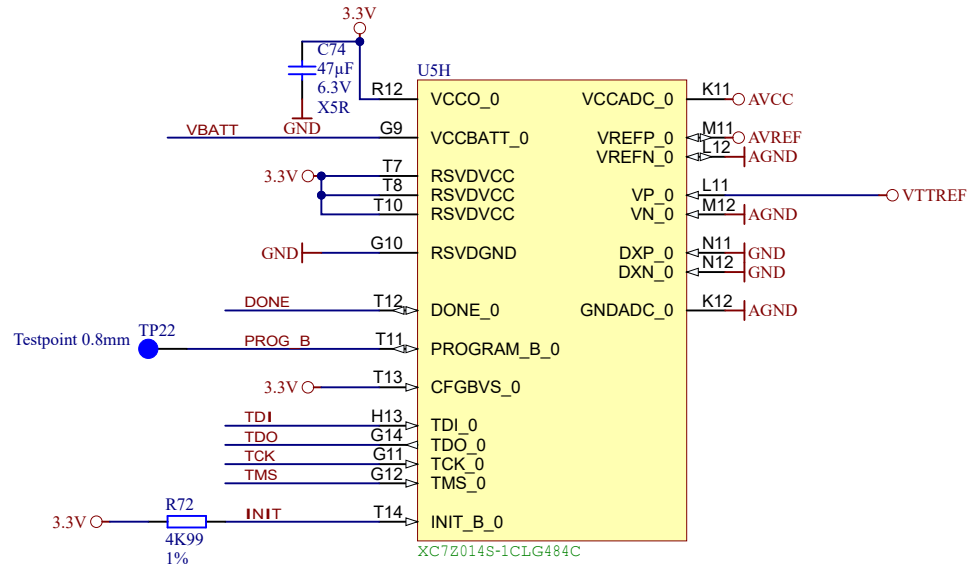 3.3V
C74
47µF
6.3V
X5R
GND
U5H
R12 VCCO_0 VCCADC_0 K11 AVCC
VBATT G9 VCCBATT_0 VREFP_0 M11 AVREF
VREFN_0 L12 AGND
3.3V T7 RSVDVCC
T8 RSVDVCC VP_0 L11 VTTREF
T10 RSVDVCC VN_0 M12 AGND
GND G10 RSVDGND DXP_0 N11 GND
DXN_0 N12 GND
DONE T12 DONE_0 GNDADC_0 K12 AGND
Testpoint 0.8mm TP22 PROG_B T11 PROGRAM_B_0
3.3V T13 CFGBVS_0
TDI H13 TDI_0
TDO G14 TDO_0
TCK G11 TCK_0
TMS G12 TMS_0
3.3V R72 INIT T14 INIT_B_0
4K99
1%
XC7Z014S-1CLG484C